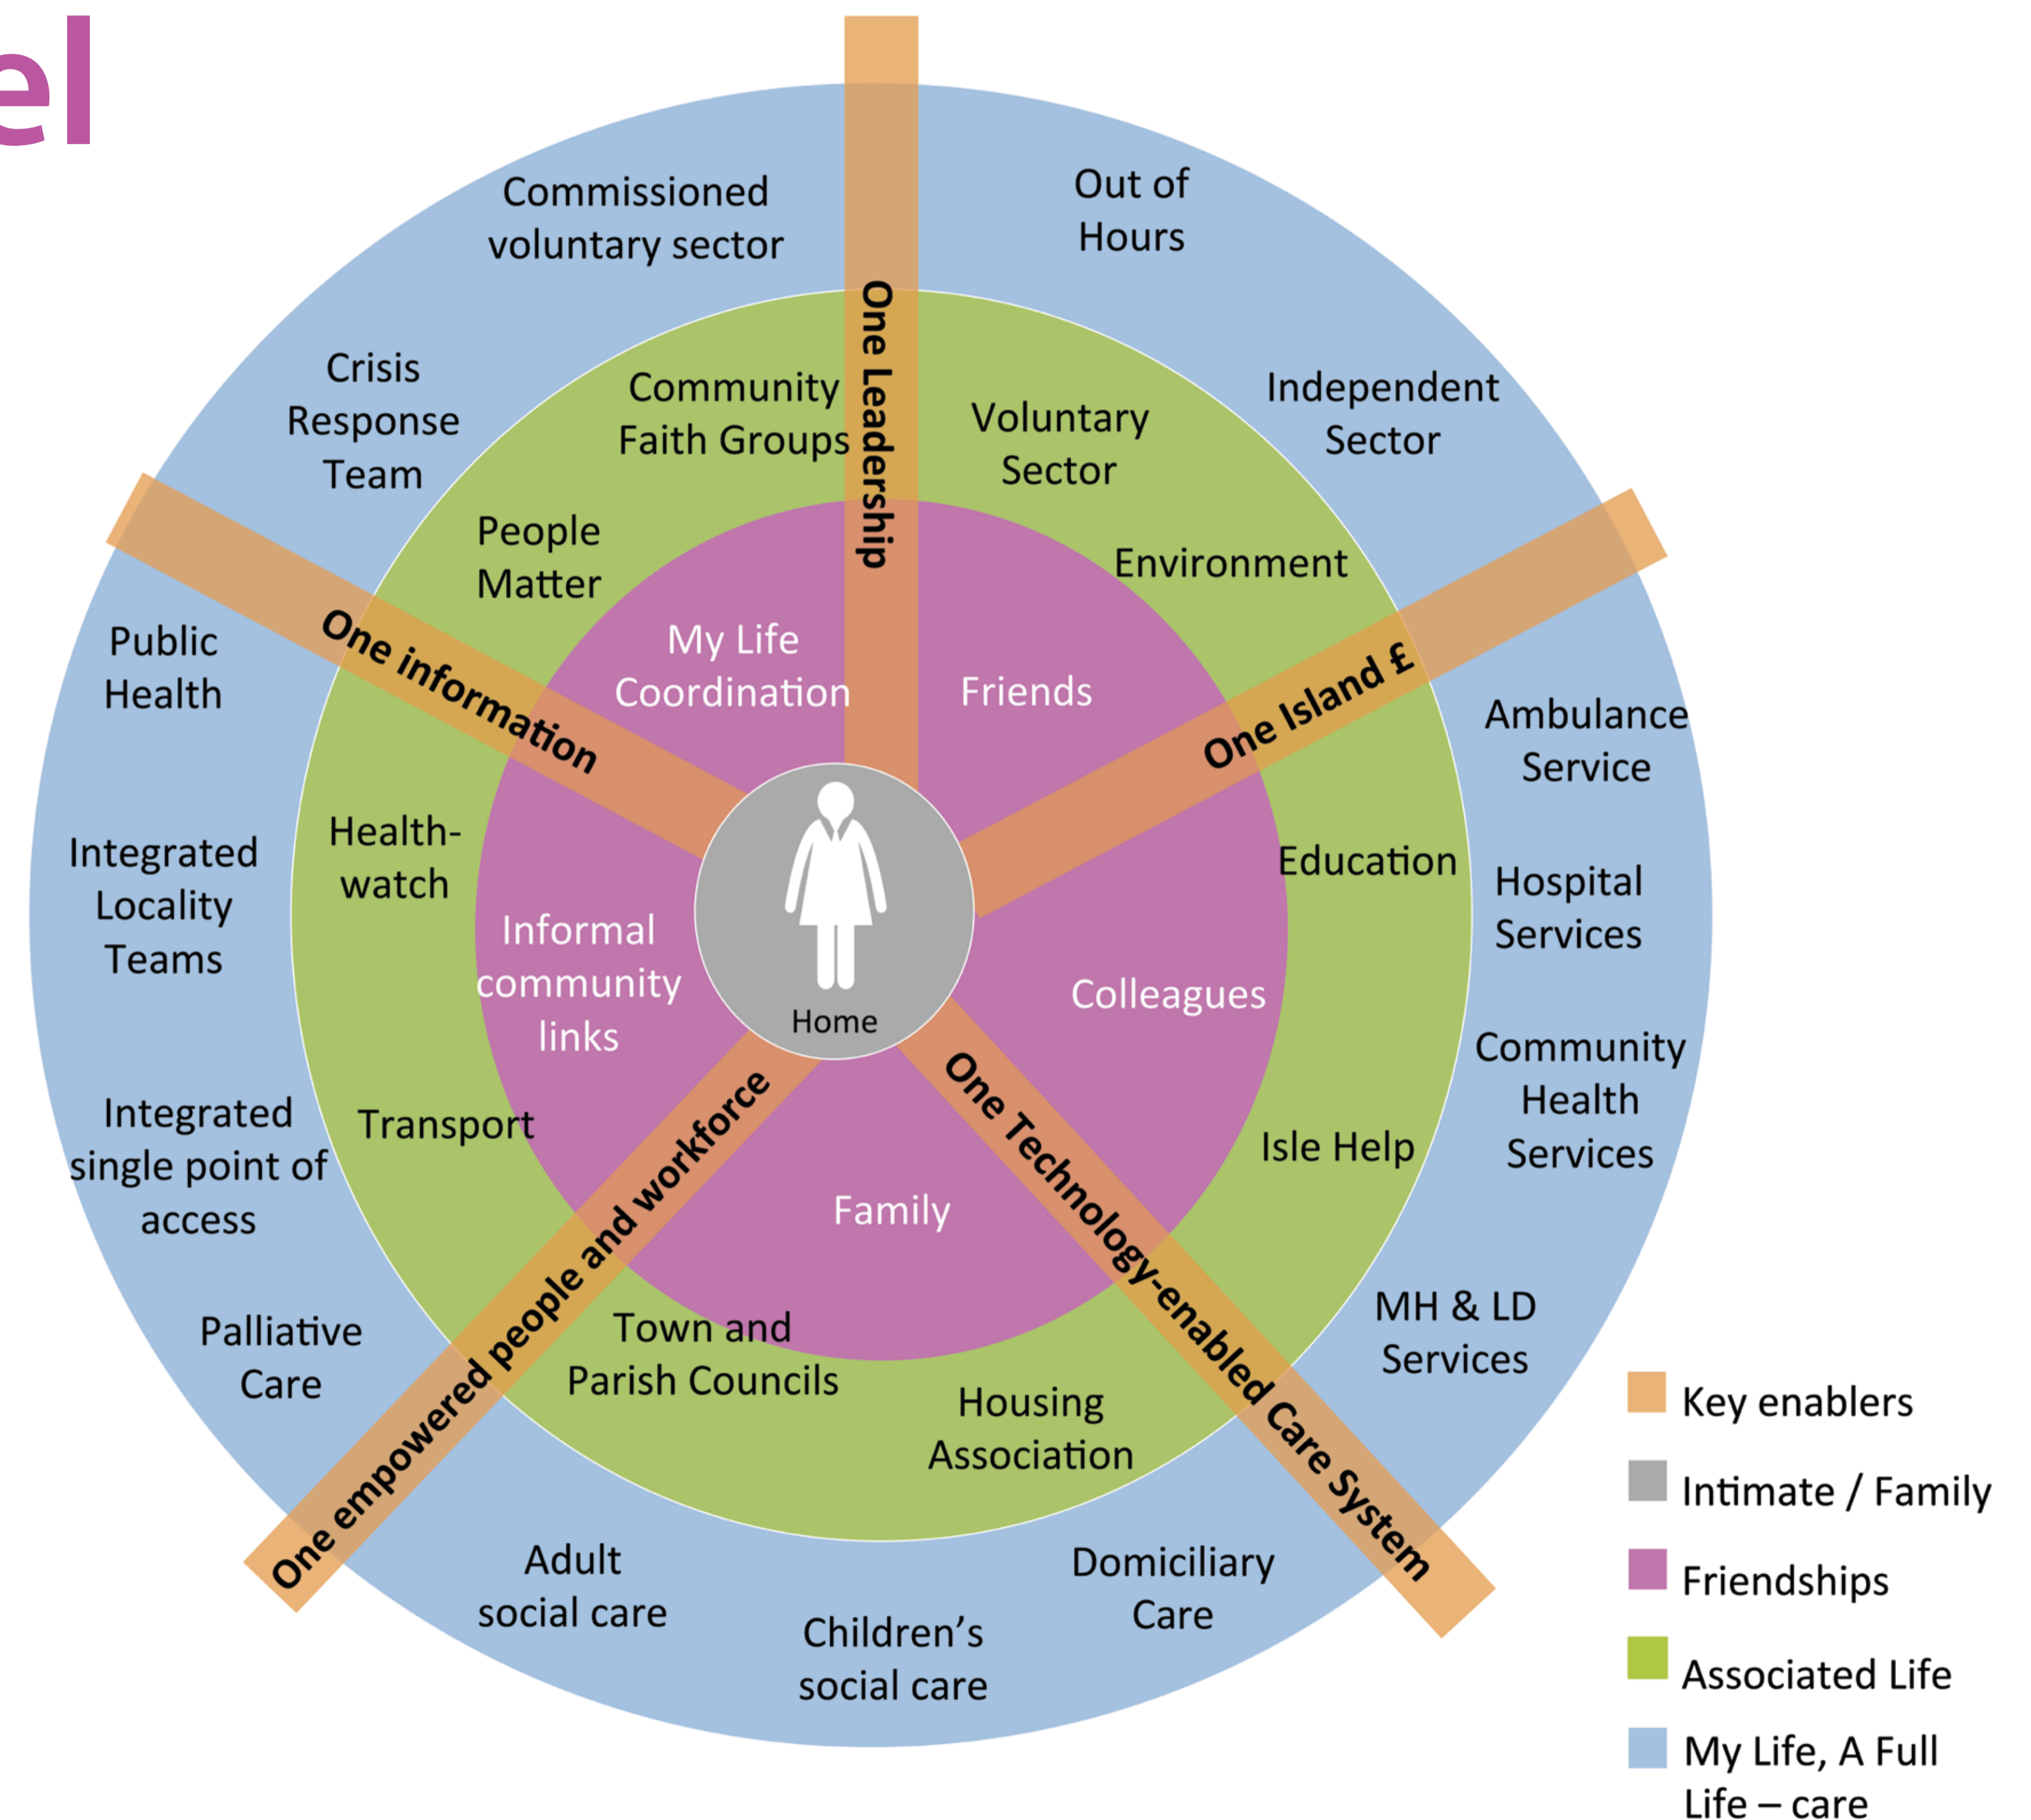 el
Commissioned
voluntary sector
Out of
Hours
Crisis
Response
Team
Independent
Sector
One Leadership
Community
Faith Groups
Voluntary
Sector
People
Matter
Environment
One information
One Island £
Public
Health
My Life
Coordination
Friends
Ambulance
Service
Health-
watch
Education
Integrated
Locality
Teams
Hospital
Services
Informal
community
links
Home
Colleagues
Community
Health
Services
Integrated
single point of
access
Transport
Isle Help
One empowered people and workforce
One Technology-enabled Care System
Family
Palliative
Care
Town and
Parish Councils
Housing
Association
MH & LD
Services
Adult
social care
Children’s
social care
Domiciliary
Care
Key enablers
Intimate / Family
Friendships
Associated Life
My Life, A Full
Life – care